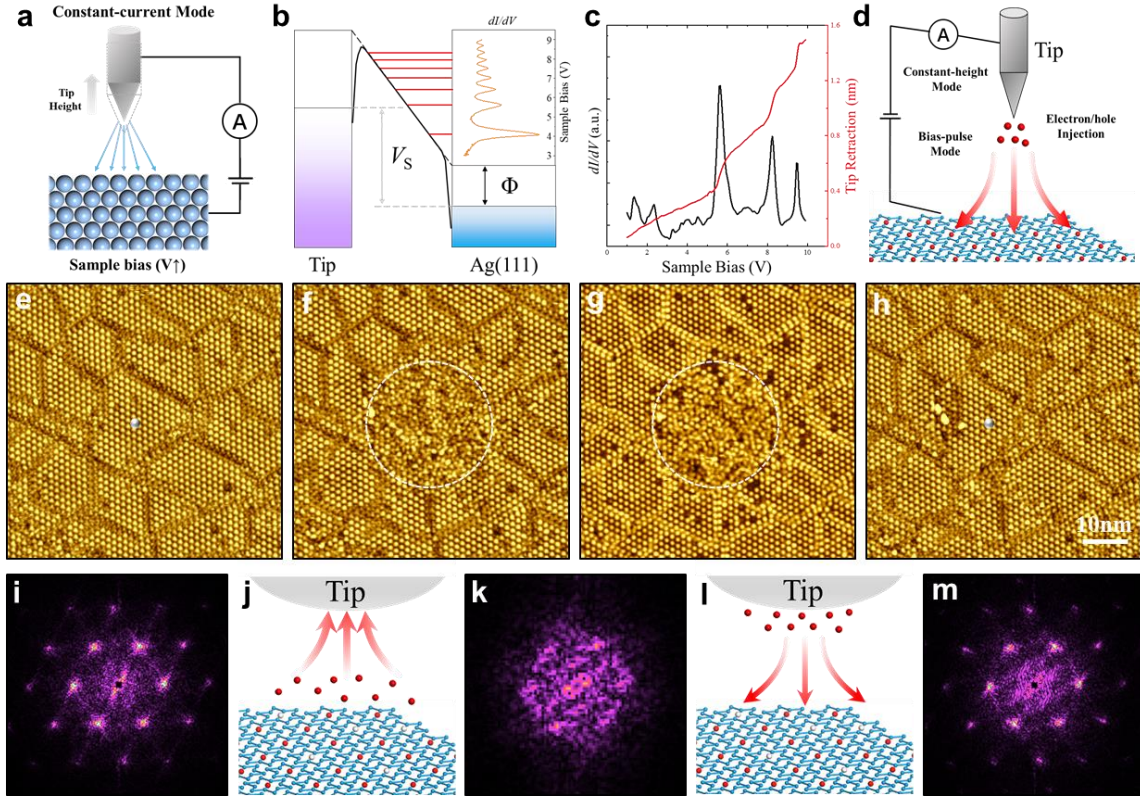 a
Constant-current Mode
Tip
Height
A
Sample bias (V↑)
b
dI/dV
9
8
7
6
5
4
3
Sample Bias (V)
V_S
Φ
Tip
Ag(111)
c
dI/dV (a.u.)
1.6
1.2
0.8
0.4
0.0
Tip Retraction (nm)
0
2
4
6
8
10
Sample Bias (V)
d
A
Tip
Constant-height Mode
Bias-pulse
Mode
Electron/hole
Injection
e
f
g
h
10nm
i
j
Tip
k
l
Tip
m